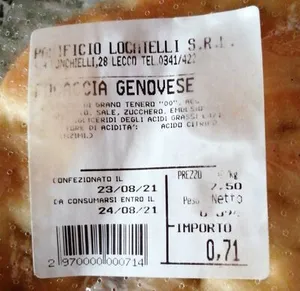 PANIFICIO LOCATELLI S.R.L.
LECCO TEL.0341/42
FOCACCIA GENOVESE
DI GRANO TENERO "00",
SALE, ZUCCHERO,
DEGLI ACIDI GRASSI
DI ACIDITA': ACIDO
CONFEZIONATO IL
23/08/21
DA CONSUMARSI ENTRO IL
24/08/21
PREZZO
7.50
Peso Netto
IMPORTO
0,71
2 970000 000714